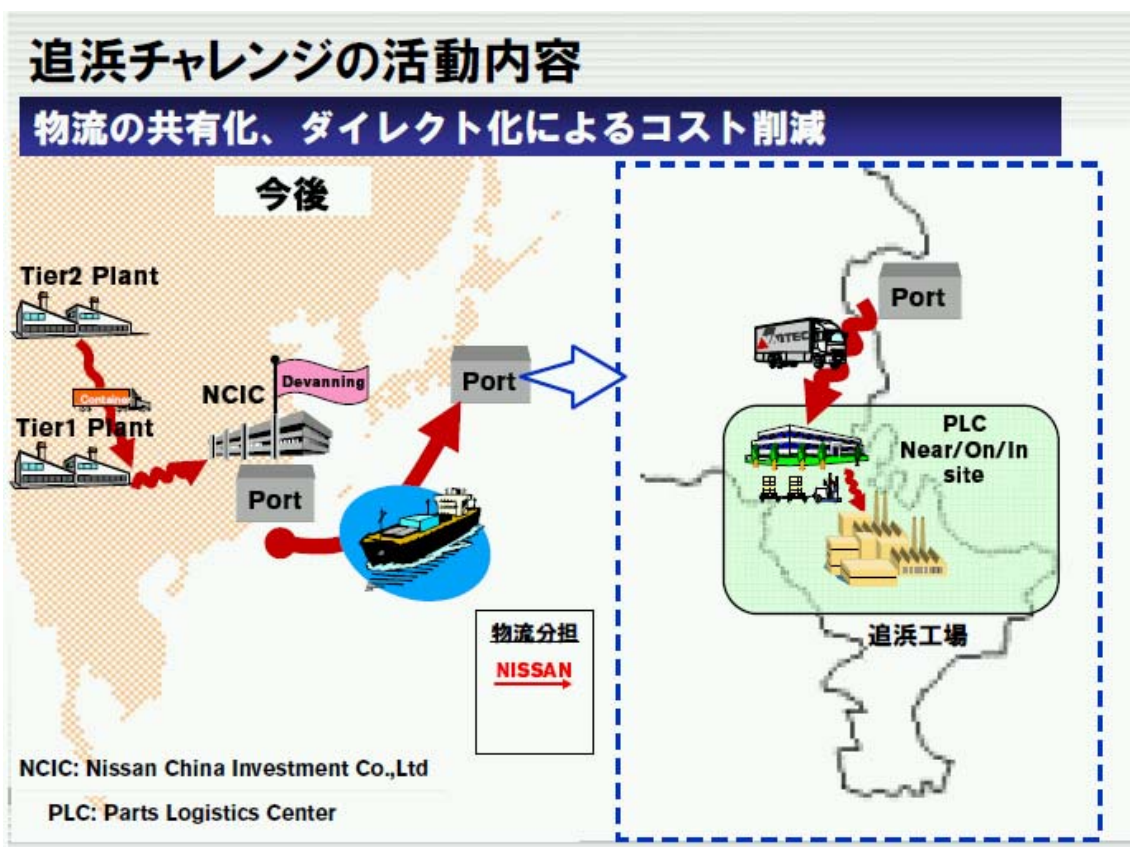 追浜チャレンジの活動内容
物流の共有化、ダイレクト化によるコスト削減
今後
Tier2 Plant
Container
Tier1 Plant
NCIC
Devanning
Port
Port
物流分担
NISSAN
NCIC: Nissan China Investment Co.,Ltd
PLC: Parts Logistics Center
Port
PLC
Near/On/In
site
追浜工場